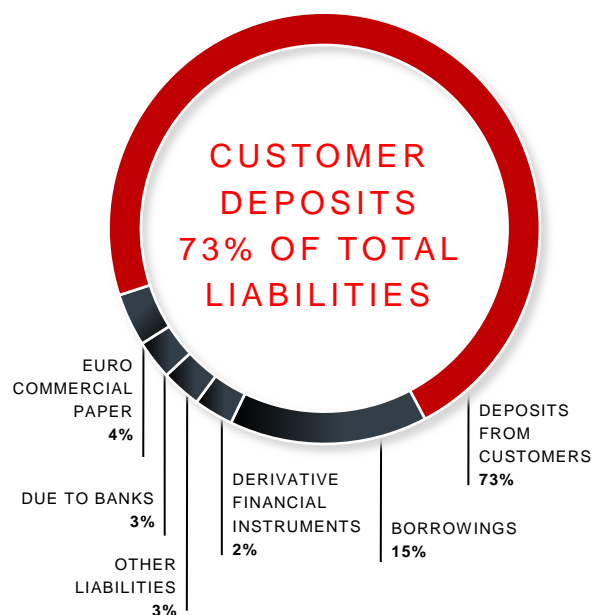 CUSTOMER
DEPOSITS
73% OF TOTAL
LIABILITIES
EURO
COMMERCIAL
PAPER
4%
DUE TO BANKS
3%
OTHER
LIABILITIES
3%
DERIVATIVE
FINANCIAL
INSTRUMENTS
2%
BORROWINGS
15%
DEPOSITS
FROM
CUSTOMERS
73%